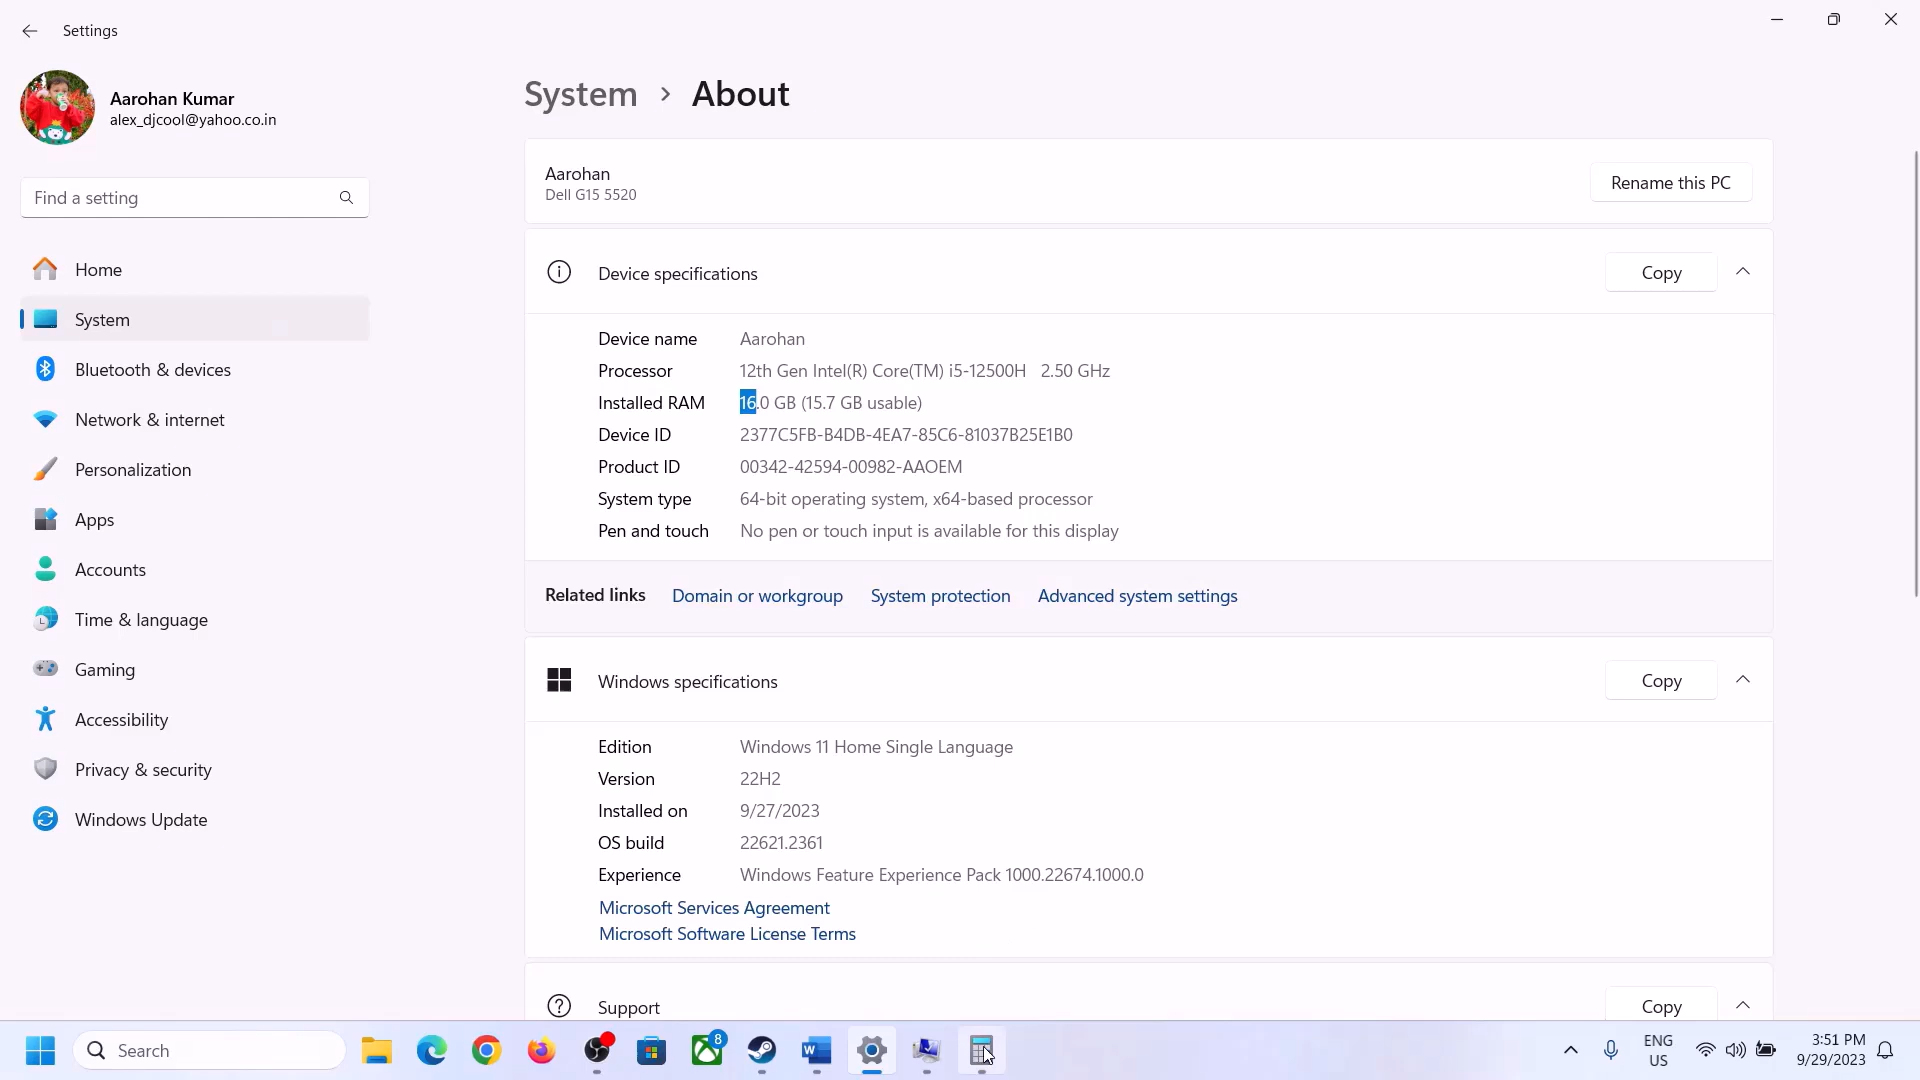 Settings
Aarohan Kumar
alex_djcool@yahoo.co.in
Find a setting
Home
System
Bluetooth & devices
Network & internet
Personalization
Apps
Accounts
Time & language
Gaming
Accessibility
Privacy & security
Windows Update
System > About
Aarohan
Dell G15 5520
Rename this PC
Device specifications
Copy
Device name Aarohan
Processor 12th Gen Intel(R) Core(TM) i5-12500H 2.50 GHz
Installed RAM 16.0 GB (15.7 GB usable)
Device ID 2377C5FB-B4DB-4EA7-85C6-81037B25E1B0
Product ID 00342-42594-00982-AAOEM
System type 64-bit operating system, x64-based processor
Pen and touch No pen or touch input is available for this display
Related links Domain or workgroup System protection Advanced system settings
Windows specifications
Copy
Edition Windows 11 Home Single Language
Version 22H2
Installed on 9/27/2023
OS build 22621.2361
Experience Windows Feature Experience Pack 1000.22674.1000.0
Microsoft Services Agreement
Microsoft Software License Terms
Support
Copy
Search
8
ENG
US
3:51 PM
9/29/2023